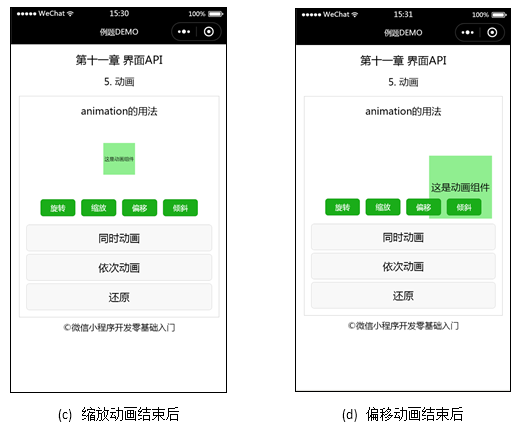 ●●●●● WeChat 15:30 100%
例题DEMO
第十一章 界面API
5. 动画
animation的用法
这是动画组件
旋转 缩放 偏移 倾斜
同时动画
依次动画
还原
©微信小程序开发零基础入门
(c) 缩放动画结束后
●●●●● WeChat 15:31 100%
例题DEMO
第十一章 界面API
5. 动画
animation的用法
这是动画组件
旋转 缩放 偏移 倾斜
同时动画
依次动画
还原
©微信小程序开发零基础入门
(d) 偏移动画结束后